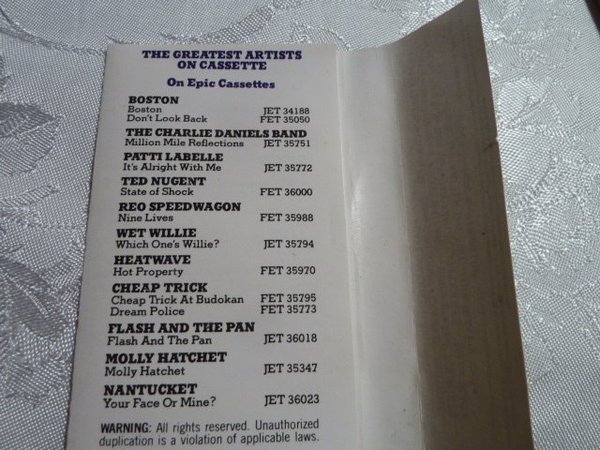 THE GREATEST ARTISTS
ON CASSETTE
On Epic Cassettes
BOSTON
Boston JET 34188
Don't Look Back FET 35050
THE CHARLIE DANIELS BAND
Million Mile Reflections JET 35751
PATTI LABELLE
It's Alright With Me JET 35772
TED NUGENT
State of Shock FET 36000
REO SPEEDWAGON
Nine Lives FET 35988
WET WILLIE
Which One's Willie? JET 35794
HEATWAVE
Hot Property FET 35970
CHEAP TRICK
Cheap Trick At Budokan FET 35795
Dream Police FET 35773
FLASH AND THE PAN
Flash And The Pan JET 36018
MOLLY HATCHET
Molly Hatchet JET 35347
NANTUCKET
Your Face Or Mine? JET 36023
WARNING: All rights reserved. Unauthorized
duplication is a violation of applicable laws.